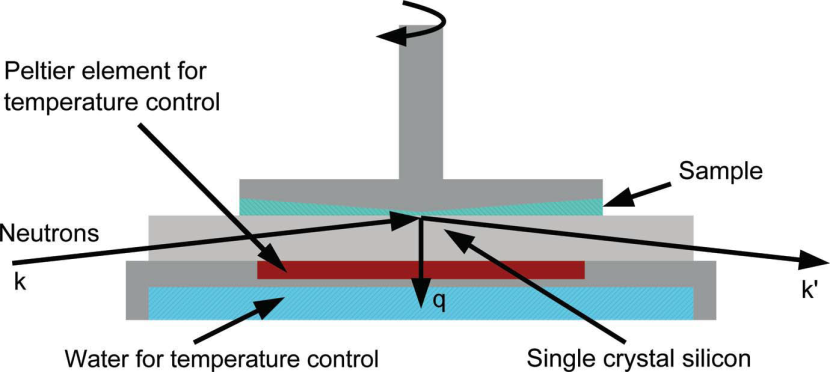 Peltier element for
temperature control
Sample
Neutrons
k
q
k'
Water for temperature control
Single crystal silicon